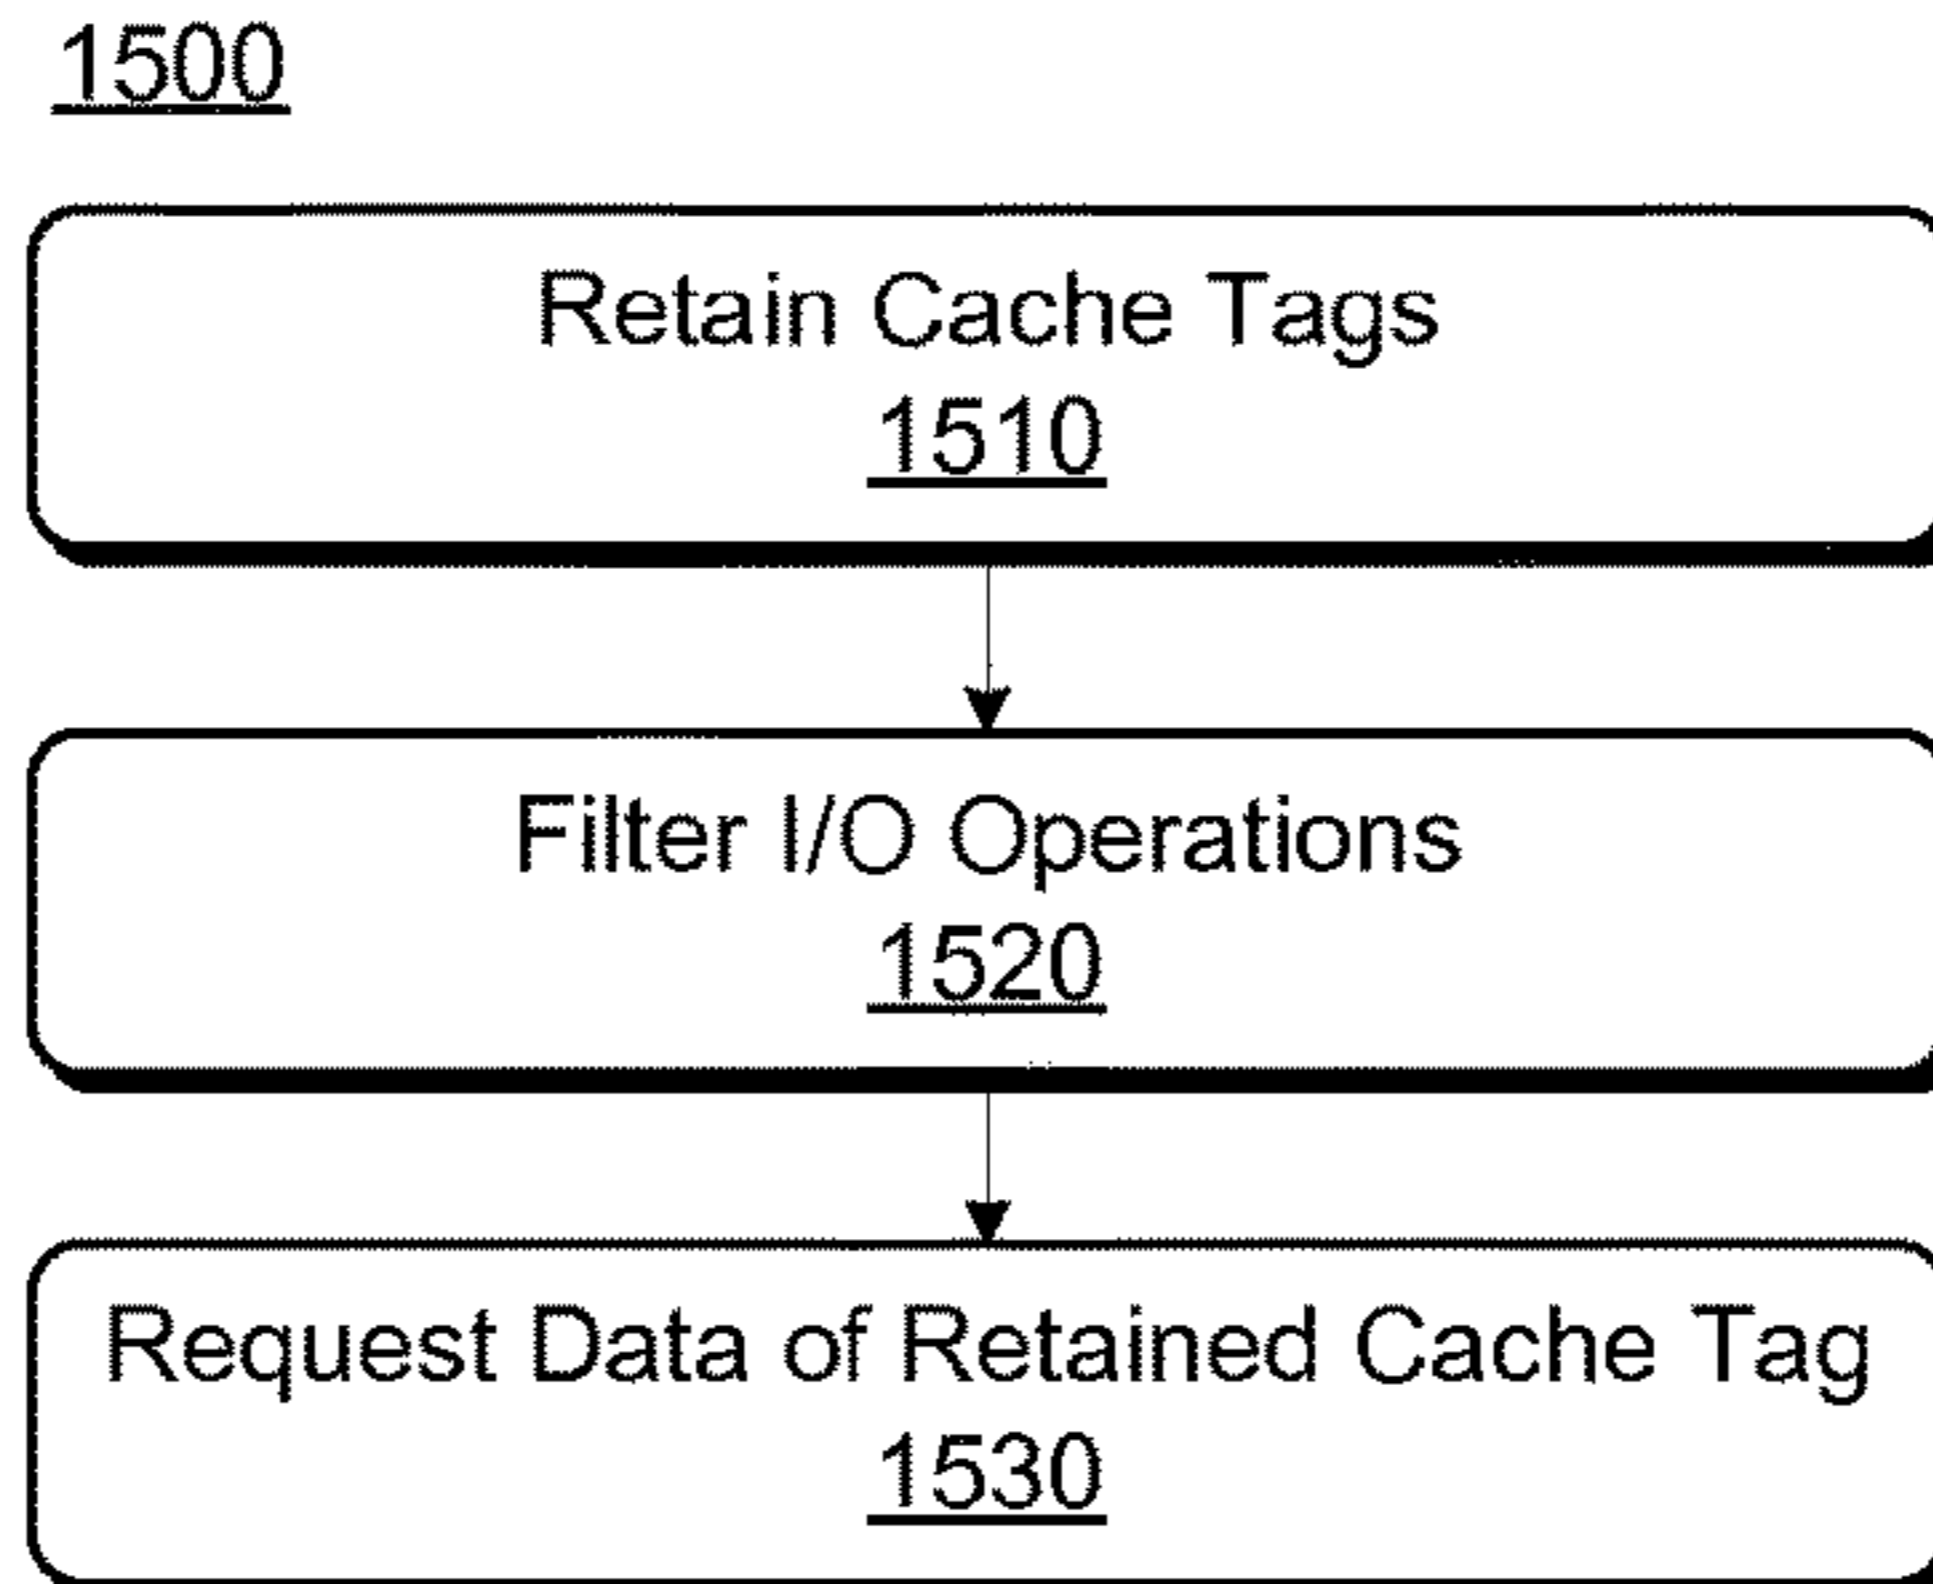 1500
Retain Cache Tags
1510
Filter I/O Operations
1520
Request Data of Retained Cache Tag
1530